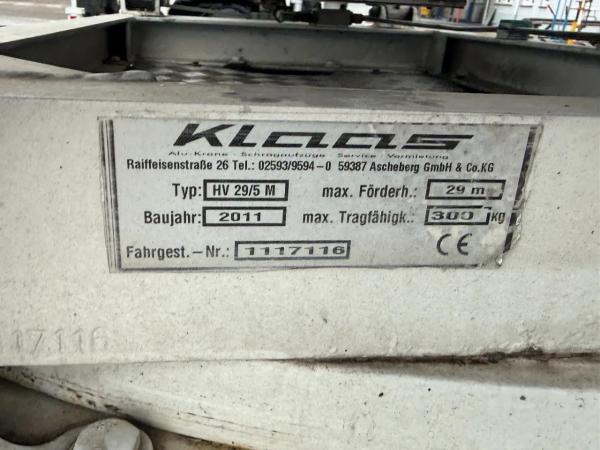 Klaas
Alu-Krane - Schrägaufzüge - Service - Vermietung
Raiffeisenstraße 26 Tel.: 02593/9594-0 59387 Ascheberg GmbH & Co.KG
Typ: HV 29/5 M max. Förderh.: 29 m
Baujahr: 2011 max. Tragfähigk.: 300 kg
Fahrgest.-Nr.: 1117116 CE
17116